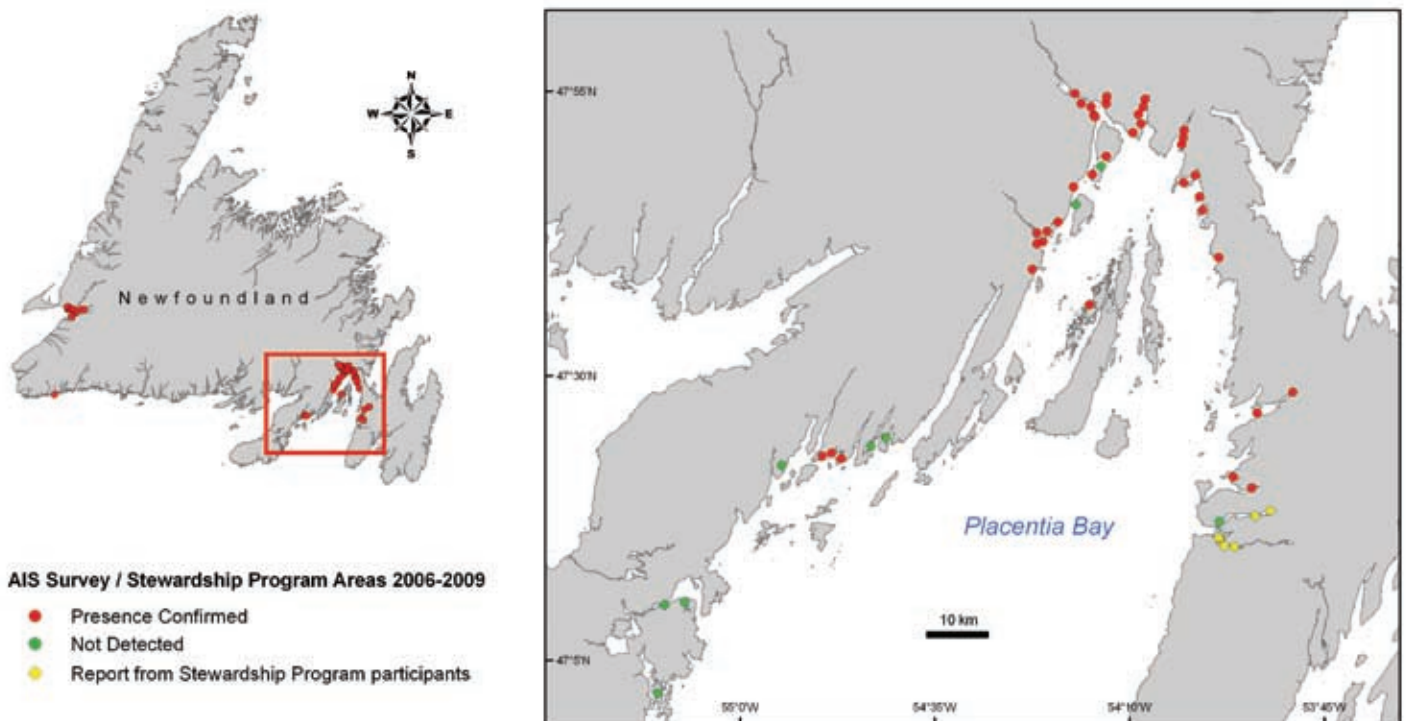 N
W E
S
Newfoundland
AIS Survey / Stewardship Program Areas 2006-2009
Presence Confirmed
Not Detected
Report from Stewardship Program participants
47°55'N
47°30'N
47°5'N
Placentia Bay
10 km
55°0'W 54°35'W 54°10'W 53°45'W